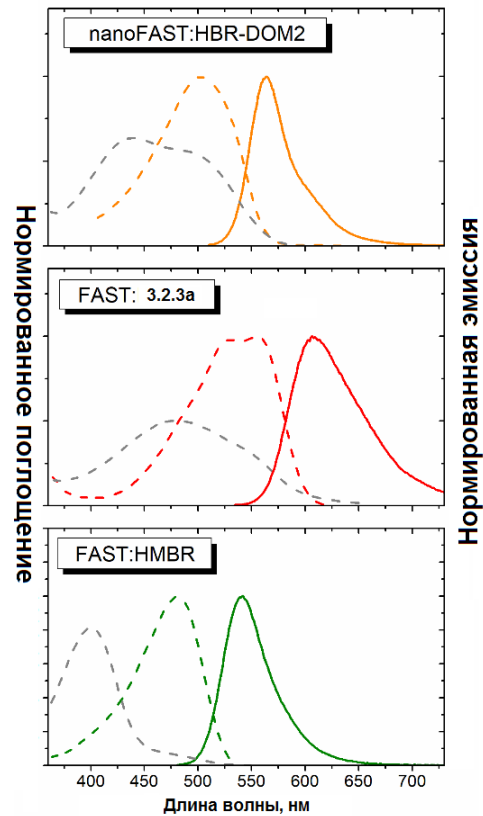 nanoFAST:HBR-DOM2
Нормированное поглощение
Нормированная эмиссия
FAST: 3.2.3a
FAST:HMBR
400 450 500 550 600 650 700
Длина волны, нм